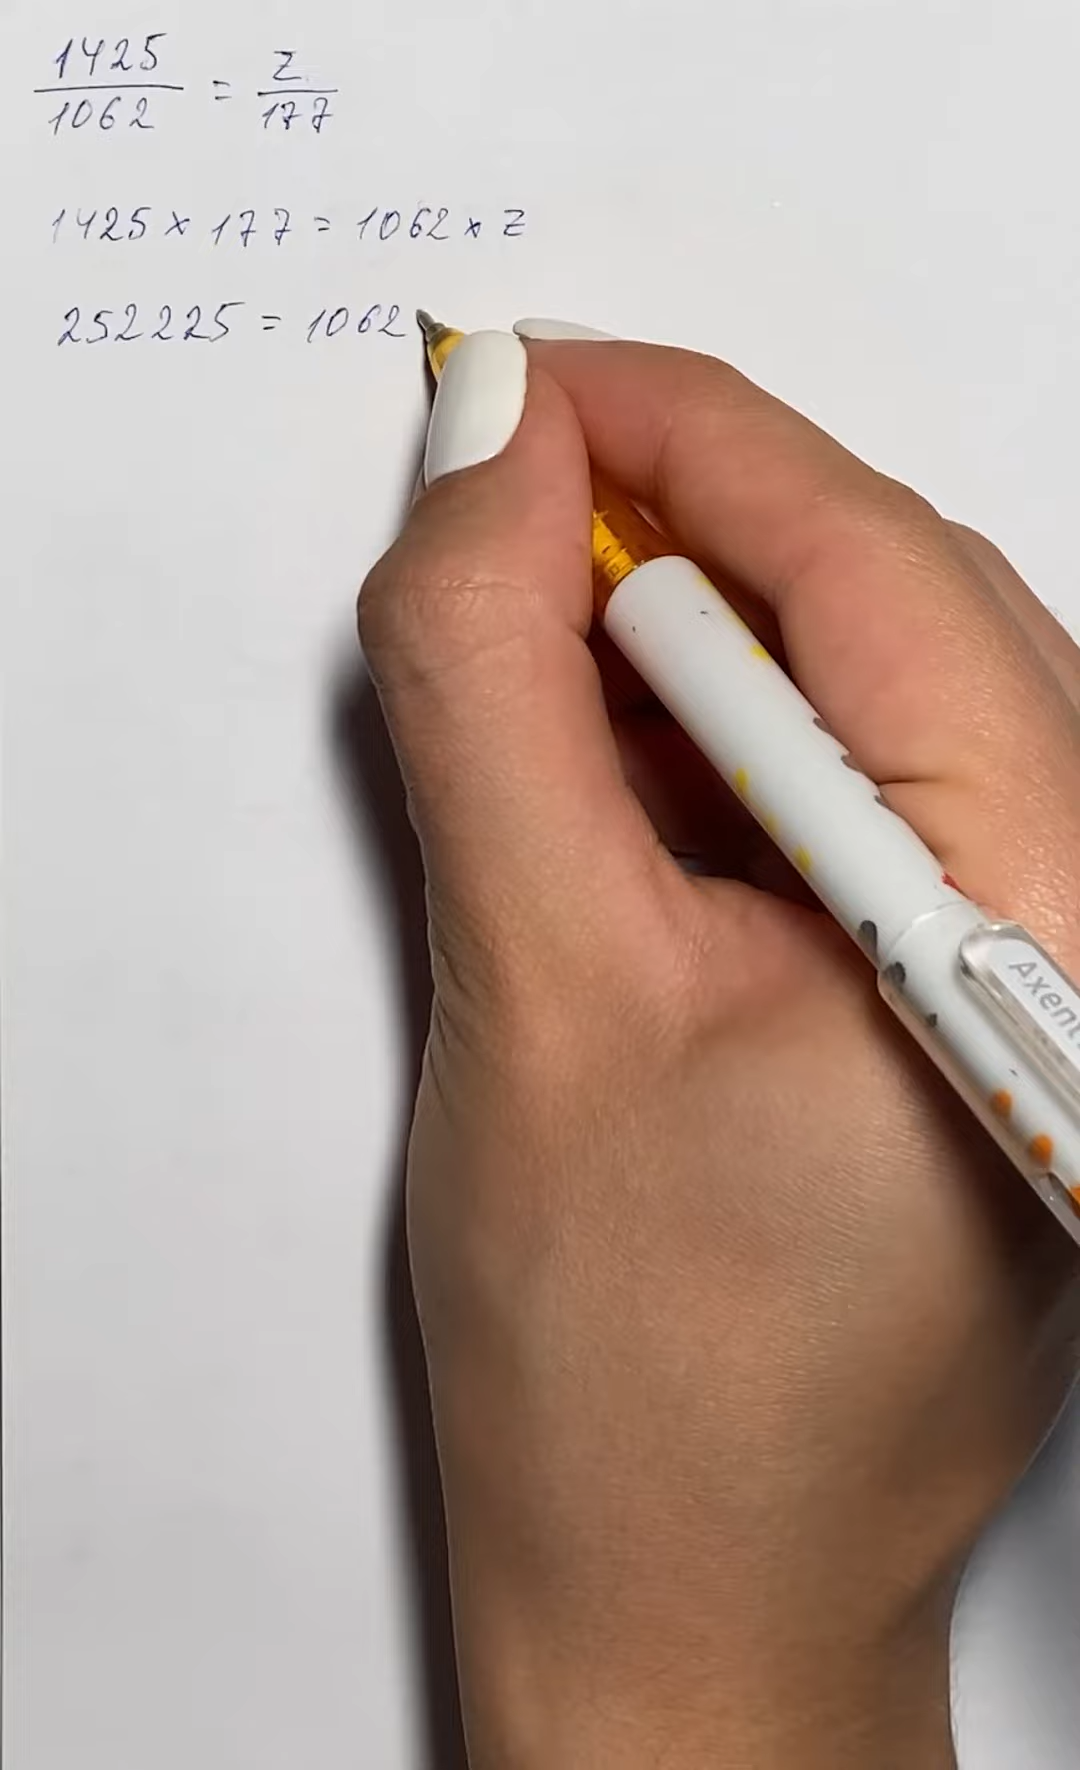 1425/1062 = z/177
1425 × 177 = 1062 × z
252225 = 1062
Axent